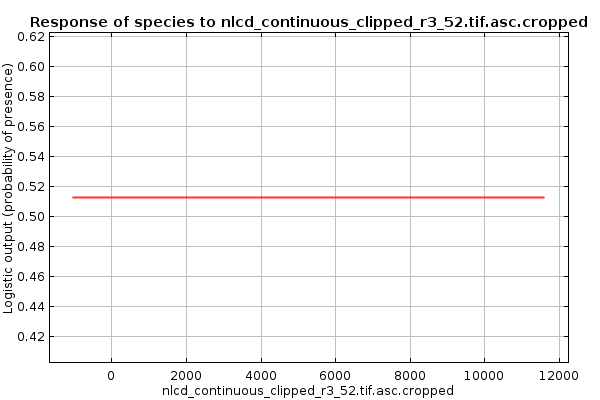 Response of species to nlcd_continuous_clipped_r3_52.tif.asc.cropped
Logistic output (probability of presence)
0.62
0.60
0.58
0.56
0.54
0.52
0.50
0.48
0.46
0.44
0.42
0 2000 4000 6000 8000 10000 12000
nlcd_continuous_clipped_r3_52.tif.asc.cropped